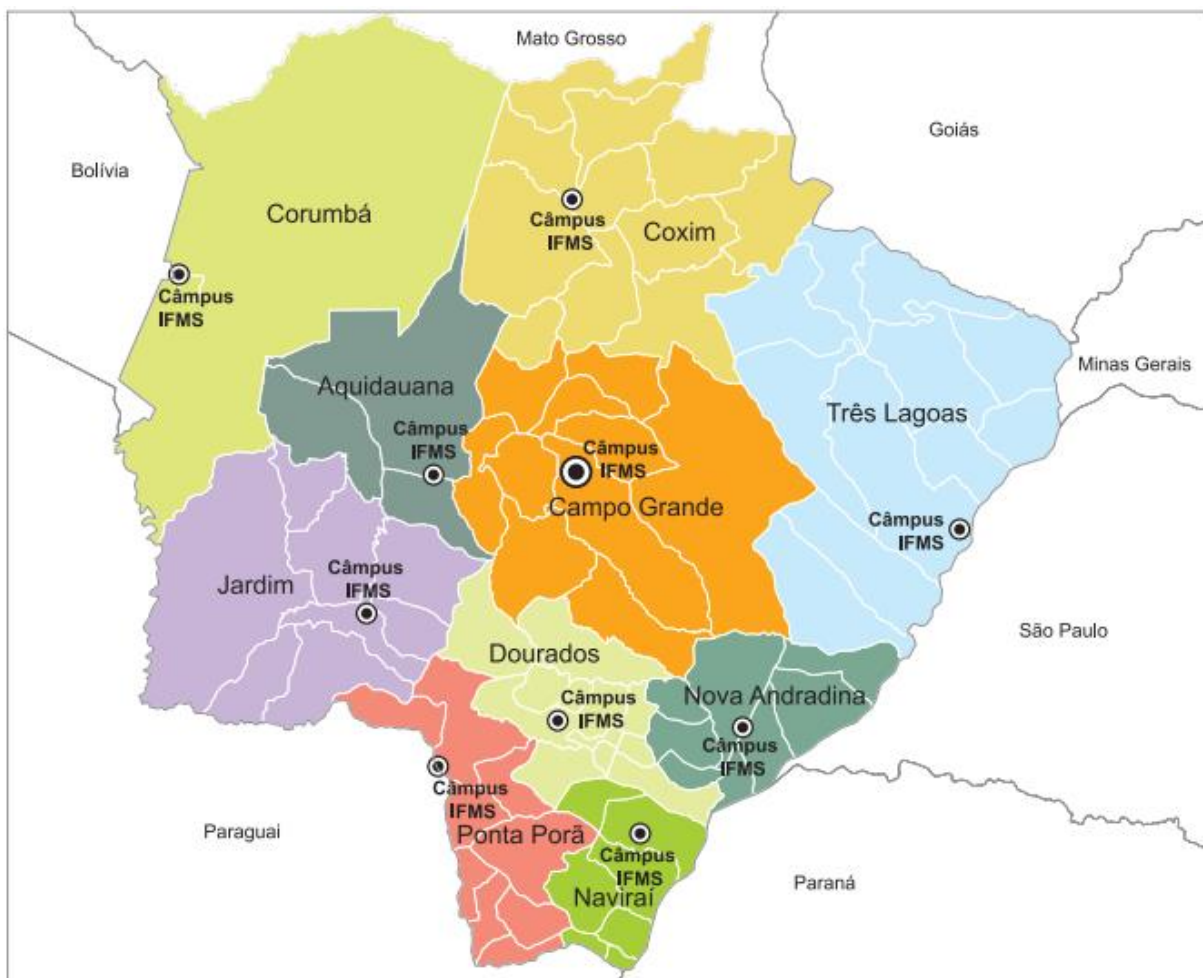 Mato Grosso
Goiás
Bolívia
Corumbá
Câmpus
IFMS
Coxim
Câmpus
IFMS
Minas Gerais
Aquidauana
Três Lagoas
Câmpus
IFMS
Câmpus
IFMS
Campo Grande
Câmpus
IFMS
Câmpus
IFMS
Jardim
São Paulo
Dourados
Nova Andradina
Câmpus
IFMS
Câmpus
IFMS
Câmpus
IFMS
Paraguai
Ponta Porã
Câmpus
IFMS
Naviraí
Paraná